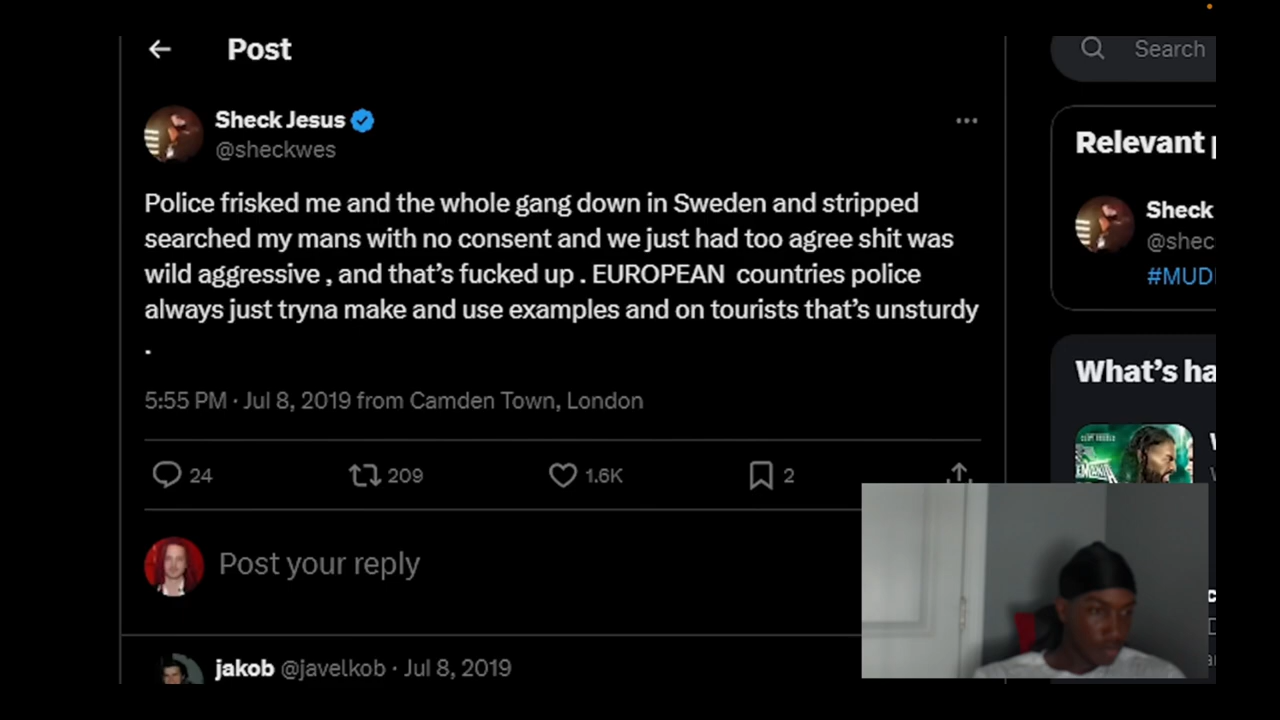 Post
Search
Sheck Jesus
@sheckwes
Police frisked me and the whole gang down in Sweden and stripped
searched my mans with no consent and we just had too agree shit was
wild aggressive , and that’s fucked up . EUROPEAN  countries police
always just tryna make and use examples and on tourists that’s unsturdy
.
5:55 PM · Jul 8, 2019 from Camden Town, London
24
209
1.6K
2
Post your reply
jakob @javelkob · Jul 8, 2019
Relevant
Sheck
@shec
#MUD
What’s ha